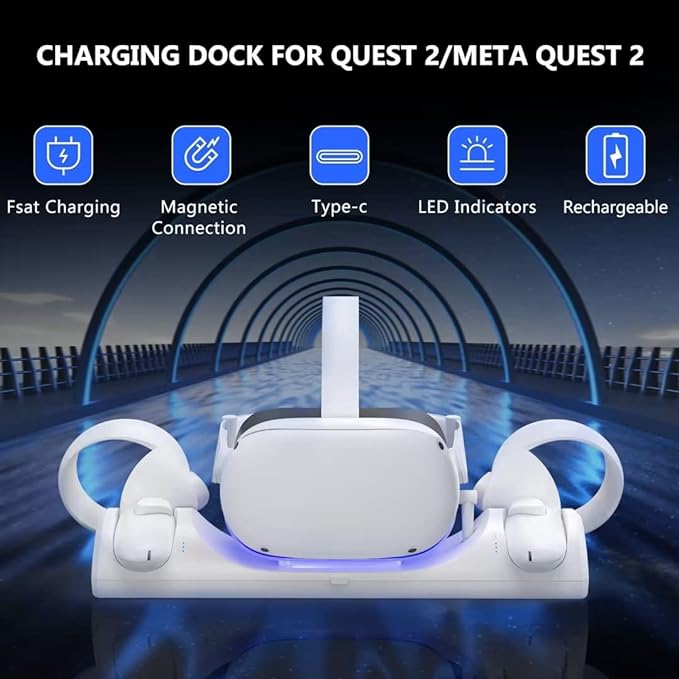 CHARGING DOCK FOR QUEST 2/META QUEST 2
Fsat Charging
Magnetic
Connection
Type-c
LED Indicators
Rechargeable